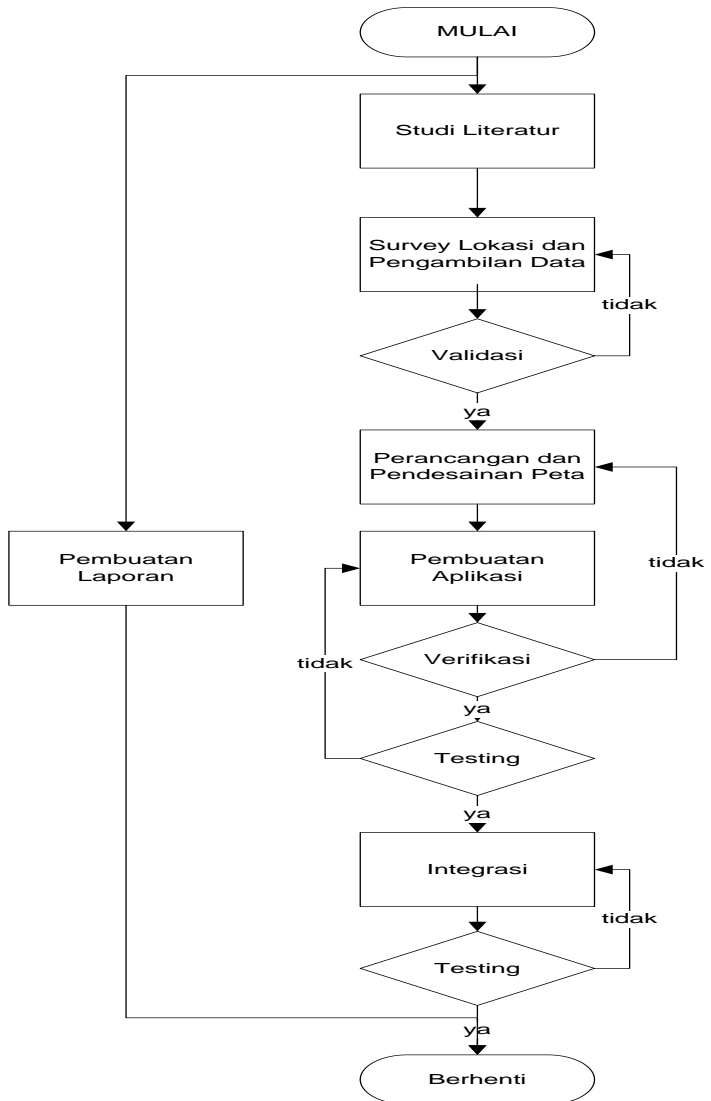 MULAI
Studi Literatur
Survey Lokasi dan
Pengambilan Data
tidak
Validasi
ya
Perancangan dan
Pendesainan Peta
Pembuatan
Laporan
Pembuatan
Aplikasi
tidak
Verifikasi
tidak
ya
Testing
ya
Integrasi
tidak
Testing
ya
Berhenti